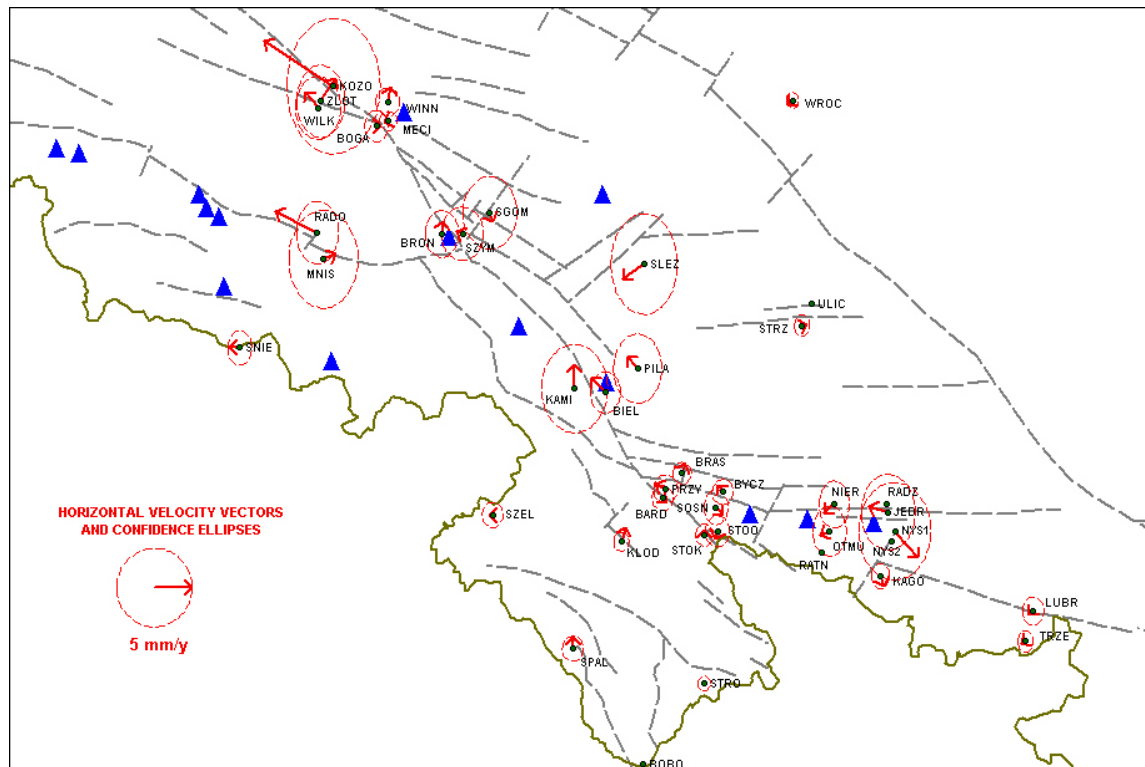 KOZO
ZLOT
WILK
WINN
MECI
BOGA
WROC
SGOM
RADO
BRON
SZYM
MNIS
SLEZ
ULIC
STRZ
SNIE
PILA
KAMI
BIEL
BRAS
PRZY
BYCZ
NIER
RADZ
BARD
SOSN
JEDR
HORIZONTAL VELOCITY VECTORS
AND CONFIDENCE ELLIPSES
SZEL
STOO
NYS1
KLOD
STOK
OTMU
NYS2
RATN
KAGO
LUBR
5 mm/y
TRZE
SPAL
STRO
BOBO